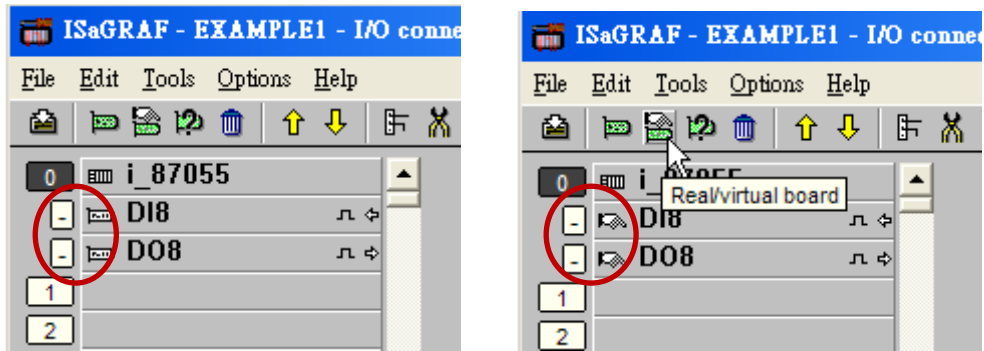 ISaGRAF - EXAMPLE1 - I/O conne
File Edit Tools Options Help
0 i_87055
- DI8
- DO8
1
2
ISaGRAF - EXAMPLE1 - I/O connec
File Edit Tools Options Help
0
Real/virtual board
- DI8
- DO8
1
2